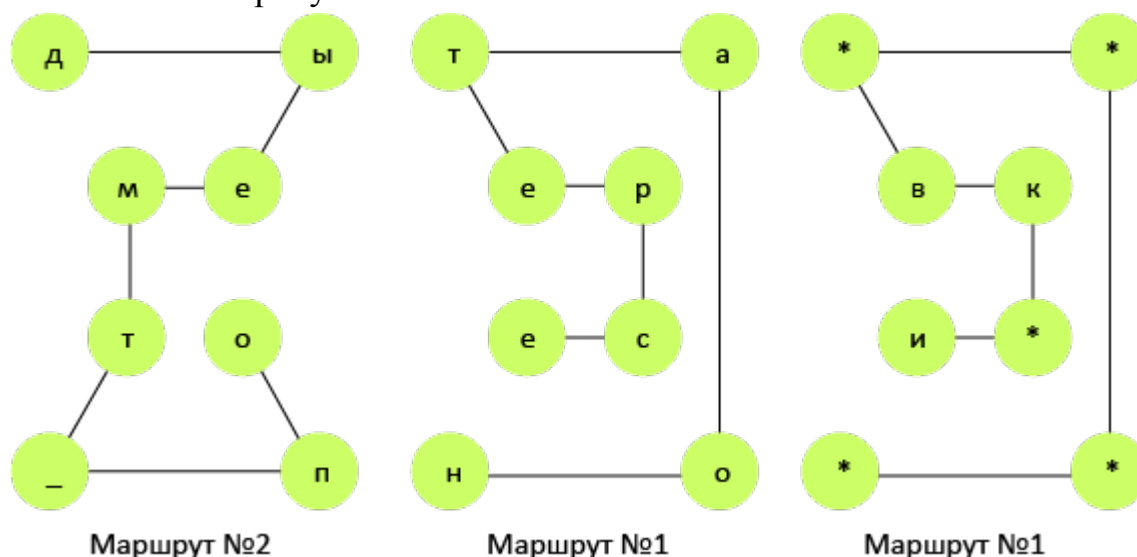 д ы т а * *
м е е р в к
т о е с и *
_ п н о * *
Маршрут №2 Маршрут №1 Маршрут №1